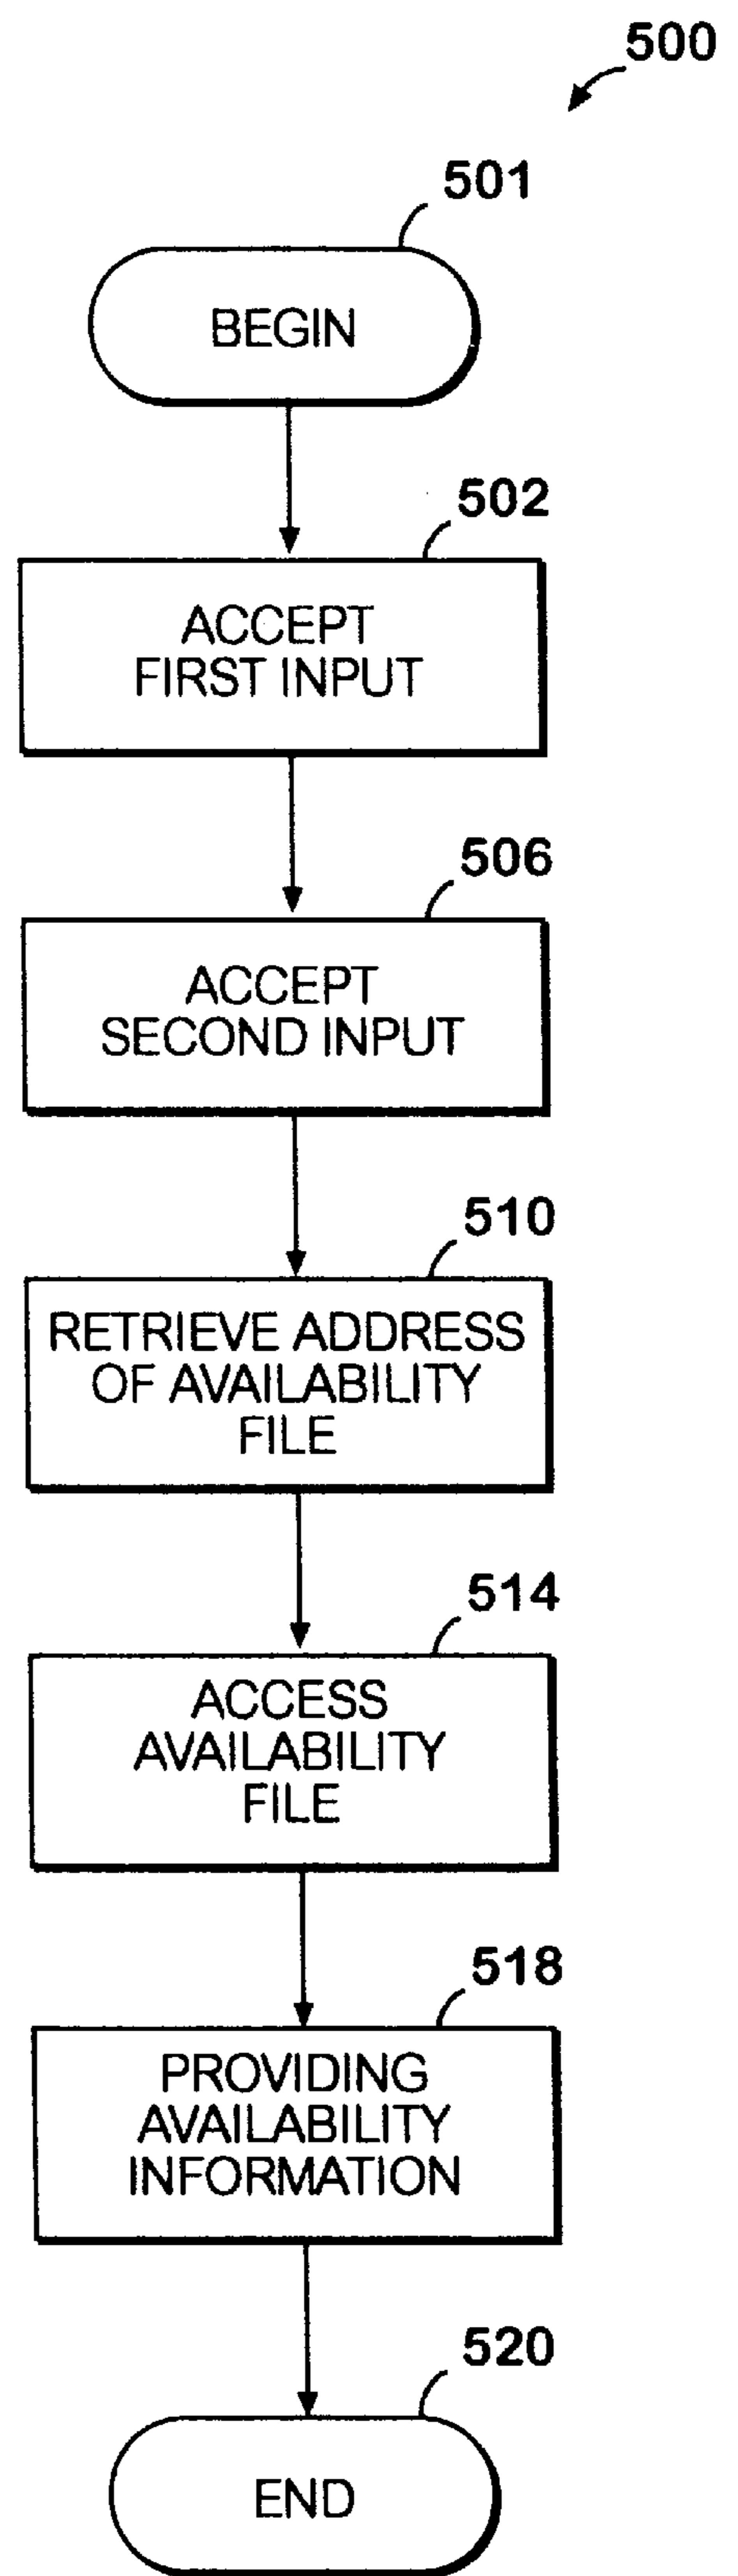 500
501
BEGIN
502
ACCEPT
FIRST INPUT
506
ACCEPT
SECOND INPUT
510
RETRIEVE ADDRESS
OF AVAILABILITY
FILE
514
ACCESS
AVAILABILITY
FILE
518
PROVIDING
AVAILABILITY
INFORMATION
520
END